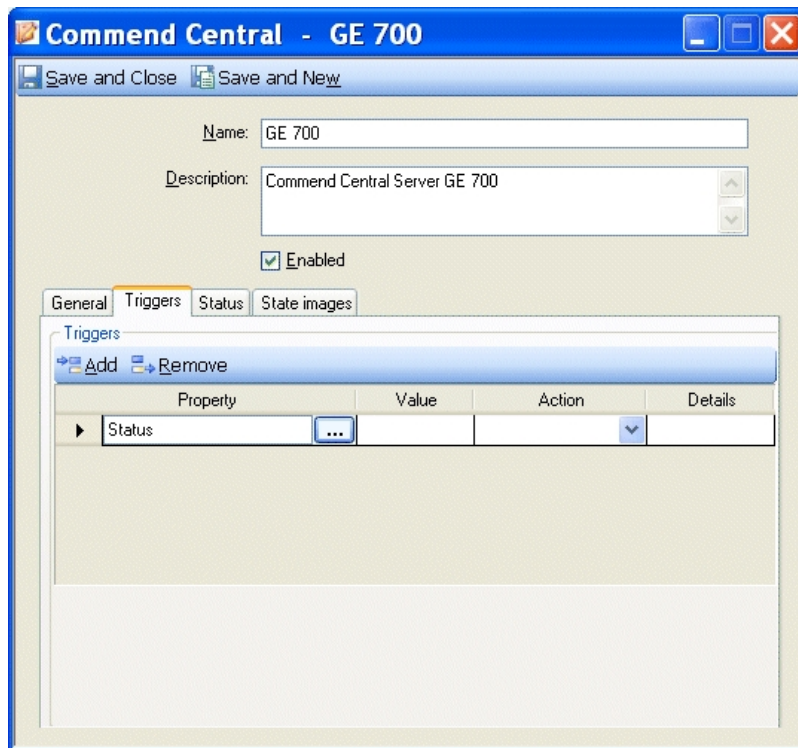 Commend Central - GE 700
Save and Close Save and New
Name: GE 700
Description: Commend Central Server GE 700
Enabled
General Triggers Status State images
Triggers
Add Remove
Property Value Action Details
Status ...